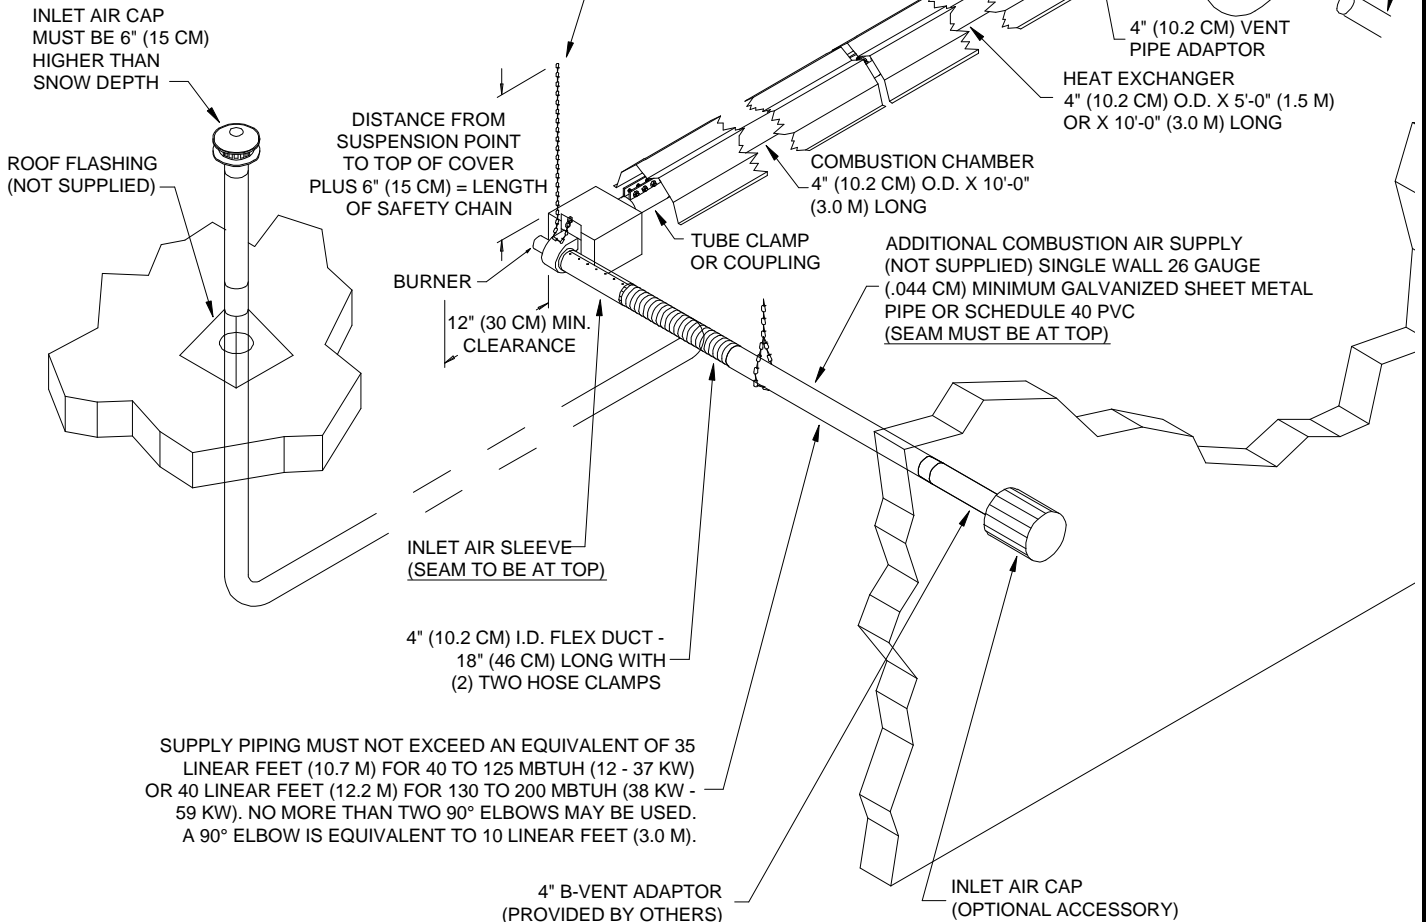 INLET AIR CAP
MUST BE 6" (15 CM)
HIGHER THAN
SNOW DEPTH
4" (10.2 CM) VENT
PIPE ADAPTOR
HEAT EXCHANGER
4" (10.2 CM) O.D. X 5'-0" (1.5 M)
OR X 10'-0" (3.0 M) LONG
DISTANCE FROM
SUSPENSION POINT
TO TOP OF COVER
PLUS 6" (15 CM) = LENGTH
OF SAFETY CHAIN
ROOF FLASHING
(NOT SUPPLIED)
COMBUSTION CHAMBER
4" (10.2 CM) O.D. X 10'-0"
(3.0 M) LONG
TUBE CLAMP
OR COUPLING
ADDITIONAL COMBUSTION AIR SUPPLY
(NOT SUPPLIED) SINGLE WALL 26 GAUGE
(.044 CM) MINIMUM GALVANIZED SHEET METAL
PIPE OR SCHEDULE 40 PVC
(SEAM MUST BE AT TOP)
BURNER
12" (30 CM) MIN.
CLEARANCE
INLET AIR SLEEVE
(SEAM TO BE AT TOP)
4" (10.2 CM) I.D. FLEX DUCT -
18" (46 CM) LONG WITH
(2) TWO HOSE CLAMPS
SUPPLY PIPING MUST NOT EXCEED AN EQUIVALENT OF 35
LINEAR FEET (10.7 M) FOR 40 TO 125 MBTUH (12 - 37 KW)
OR 40 LINEAR FEET (12.2 M) FOR 130 TO 200 MBTUH (38 KW -
59 KW). NO MORE THAN TWO 90° ELBOWS MAY BE USED.
A 90° ELBOW IS EQUIVALENT TO 10 LINEAR FEET (3.0 M).
4" B-VENT ADAPTOR
(PROVIDED BY OTHERS)
INLET AIR CAP
(OPTIONAL ACCESSORY)